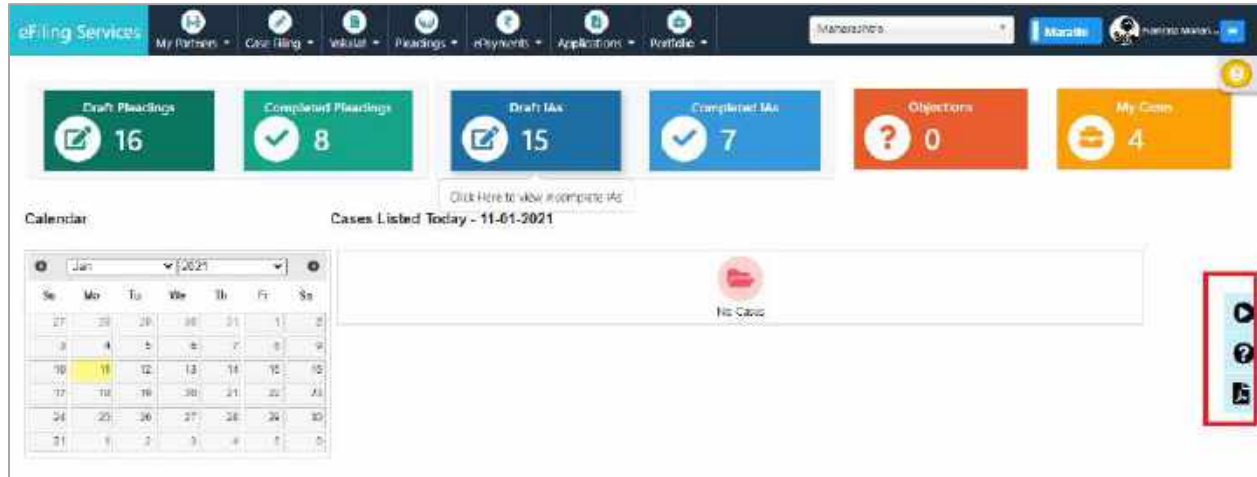 eFiling Services
My Partners
Case Filing
Vakalat
Pleadings
ePayments
Applications
Portfolio
Maharashtra
Marathi
Draft Pleadings
16
Completed Pleadings
8
Draft IAs
15
Completed IAs
7
Objections
0
My Cases
4
Click Here to view incomplete IAs
Calendar
Cases Listed Today - 11-01-2021
Jan 2021
Su Mo Tu We Th Fr Sa
No Cases
27 28 29 30 31 1 2
3 4 5 6 7 8 9
10 11 12 13 14 15 16
17 18 19 20 21 22 23
24 25 26 27 28 29 30
31 1 2 3 4 5 6